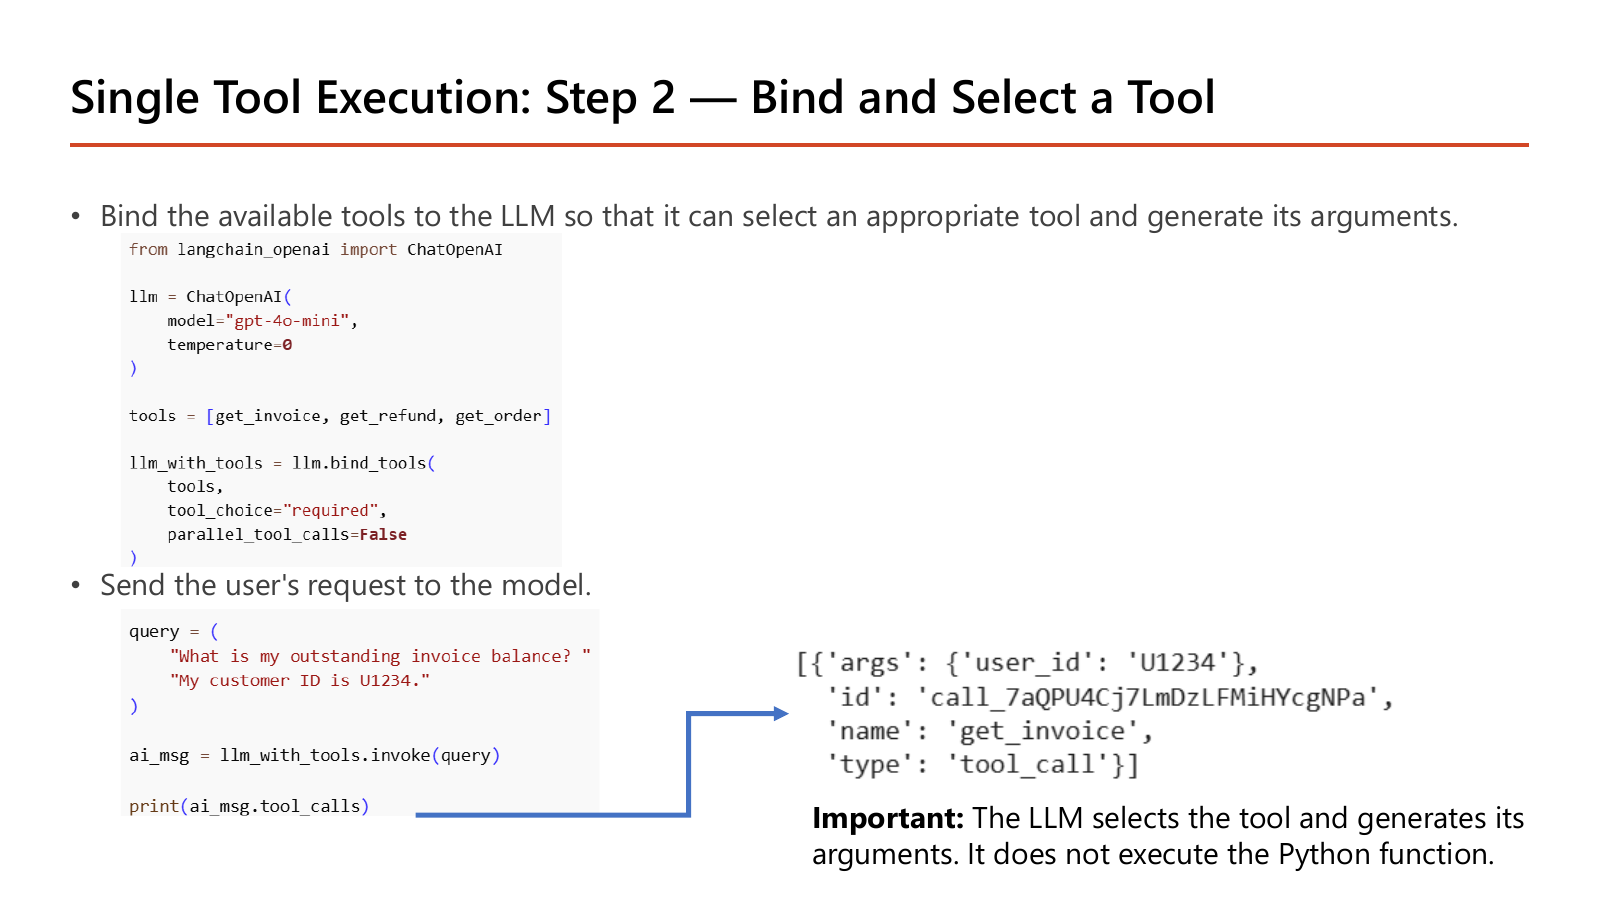 Single Tool Execution: Step 2 — Bind and Select a Tool
• Bind the available tools to the LLM so that it can select an appropriate tool and generate its arguments.
from langchain_openai import ChatOpenAI
llm = ChatOpenAI(
    model="gpt-4o-mini",
    temperature=0
)
tools = [get_invoice, get_refund, get_order]
llm_with_tools = llm.bind_tools(
    tools,
    tool_choice="required",
    parallel_tool_calls=False
)
• Send the user's request to the model.
query = (
    "What is my outstanding invoice balance? "
    "My customer ID is U1234."
)
ai_msg = llm_with_tools.invoke(query)
print(ai_msg.tool_calls)
[{'args': {'user_id': 'U1234'},
  'id': 'call_7aQPU4Cj7LmDzLFMiHYcgNPa',
  'name': 'get_invoice',
  'type': 'tool_call'}]
Important: The LLM selects the tool and generates its
arguments. It does not execute the Python function.